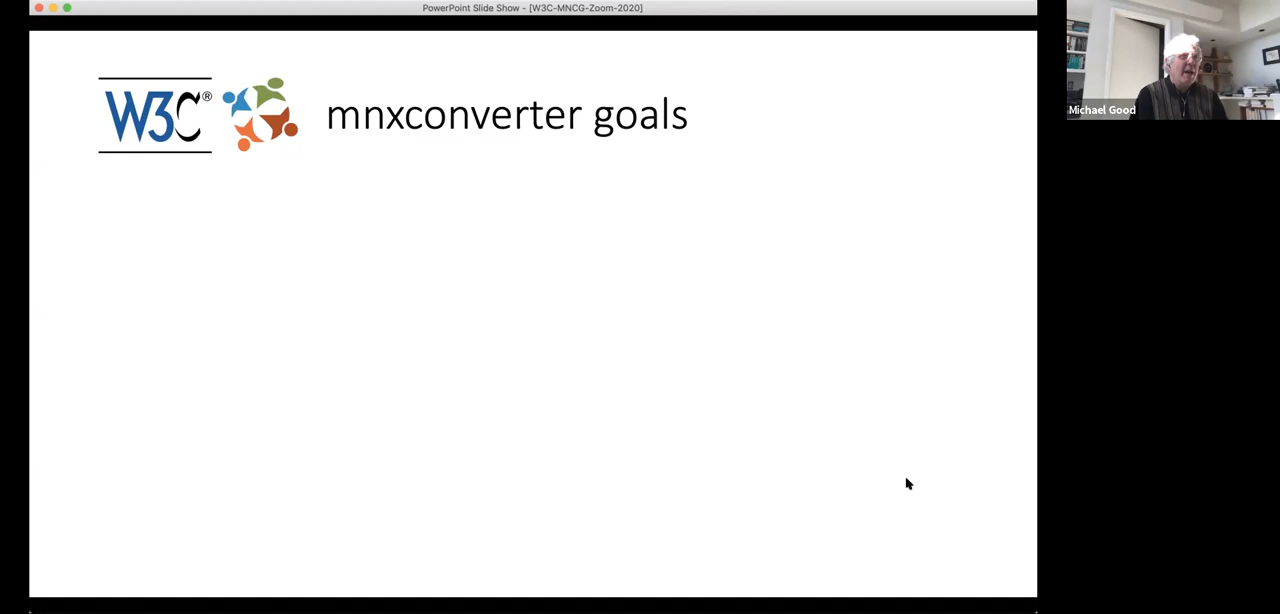 PowerPoint Slide Show - [W3C-MNCG-Zoom-2020]
W3C®
mnxconverter goals
Michael Good